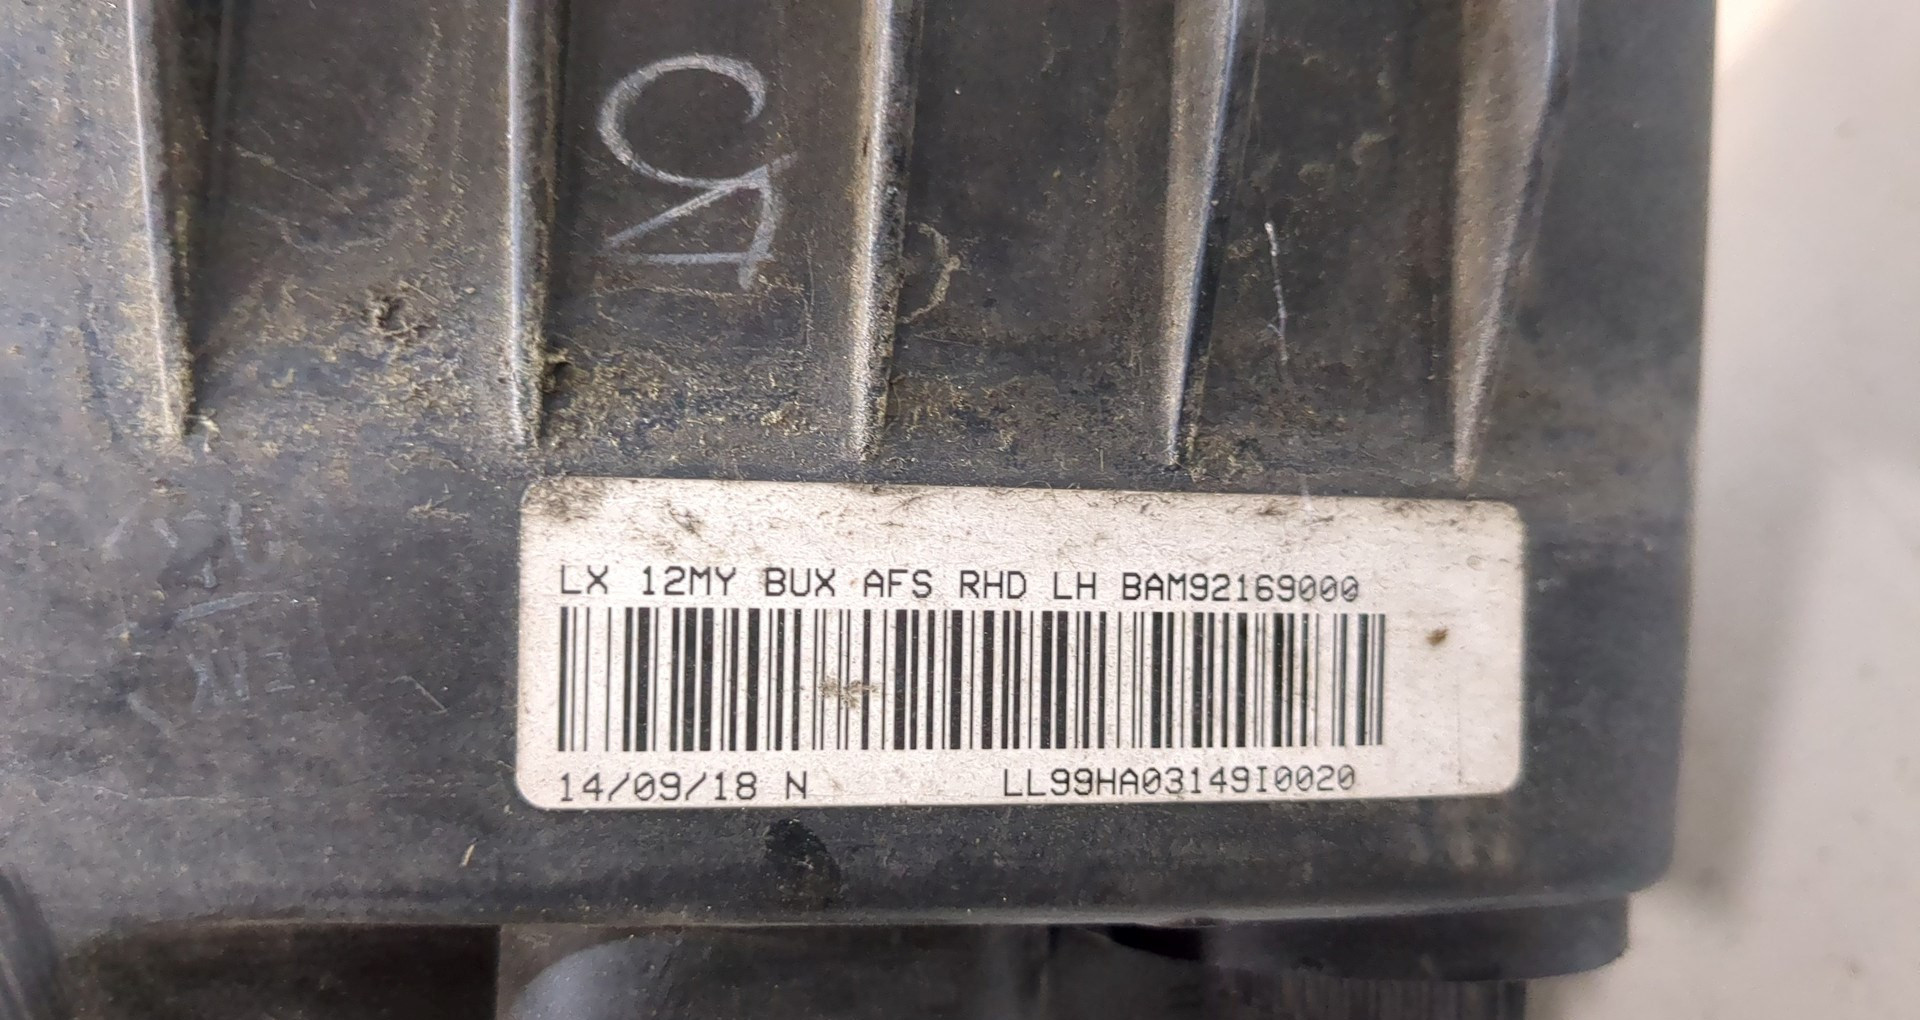 LX 12MY BUX AFS RHD LH BAM92169000
14/09/18 N LL99HA03149I0020